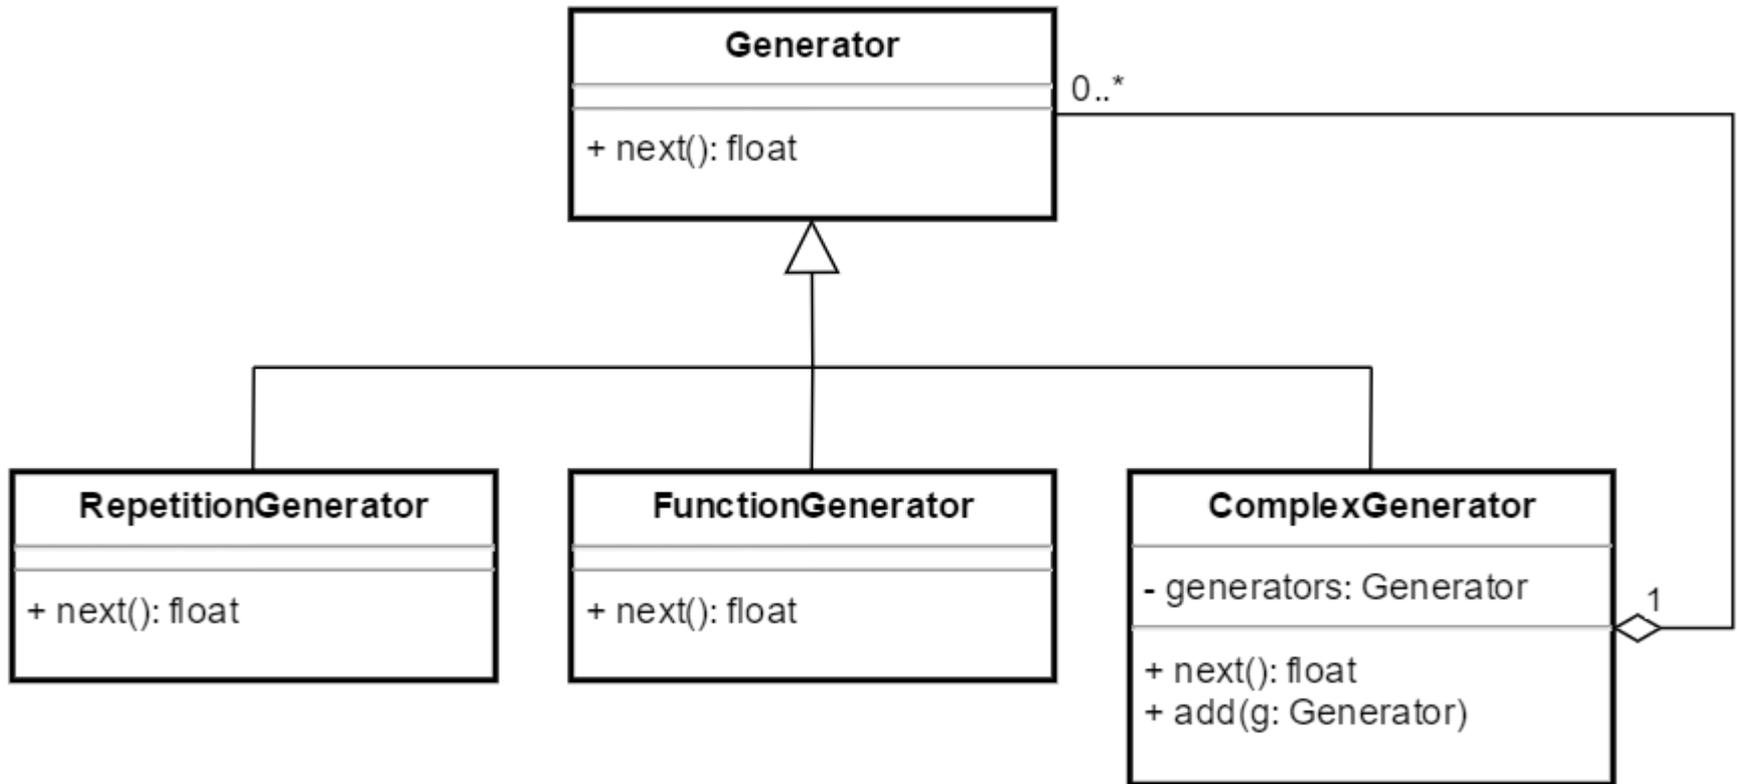 Generator
0..*
+ next(): float
RepetitionGenerator
+ next(): float
FunctionGenerator
+ next(): float
ComplexGenerator
- generators: Generator
1
+ next(): float
+ add(g: Generator)